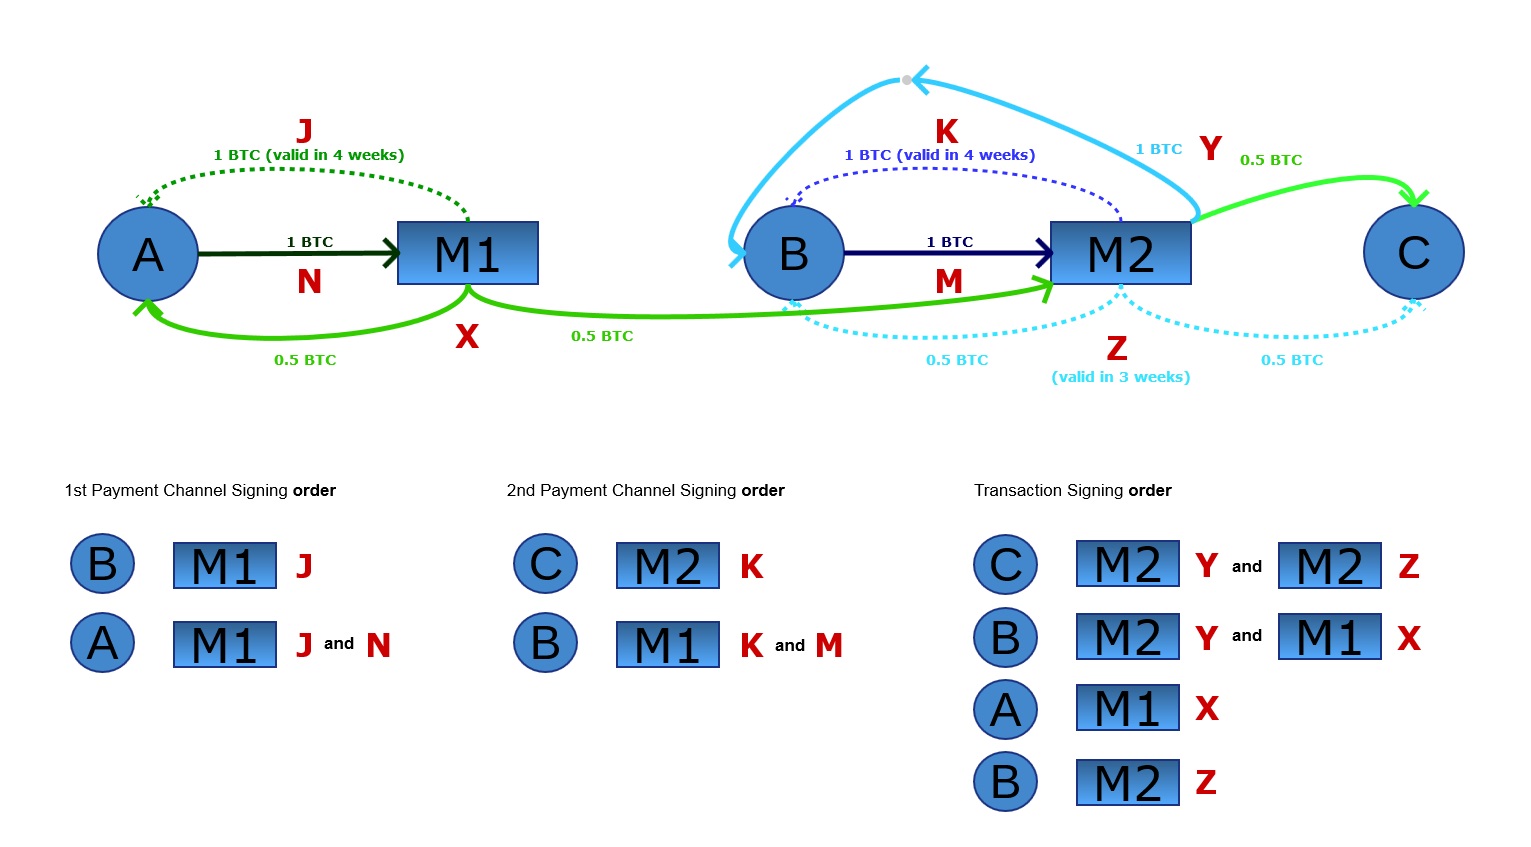 J
1 BTC (valid in 4 weeks)
A
1 BTC
N
M1
0.5 BTC
X
0.5 BTC
K
1 BTC (valid in 4 weeks)
1 BTC
Y
0.5 BTC
B
1 BTC
M
M2
C
0.5 BTC
Z
(valid in 3 weeks)
0.5 BTC
1st Payment Channel Signing order
B M1 J
A M1 J and N
2nd Payment Channel Signing order
C M2 K
B M1 K and M
Transaction Signing order
C M2 Y and M2 Z
B M2 Y and M1 X
A M1 X
B M2 Z